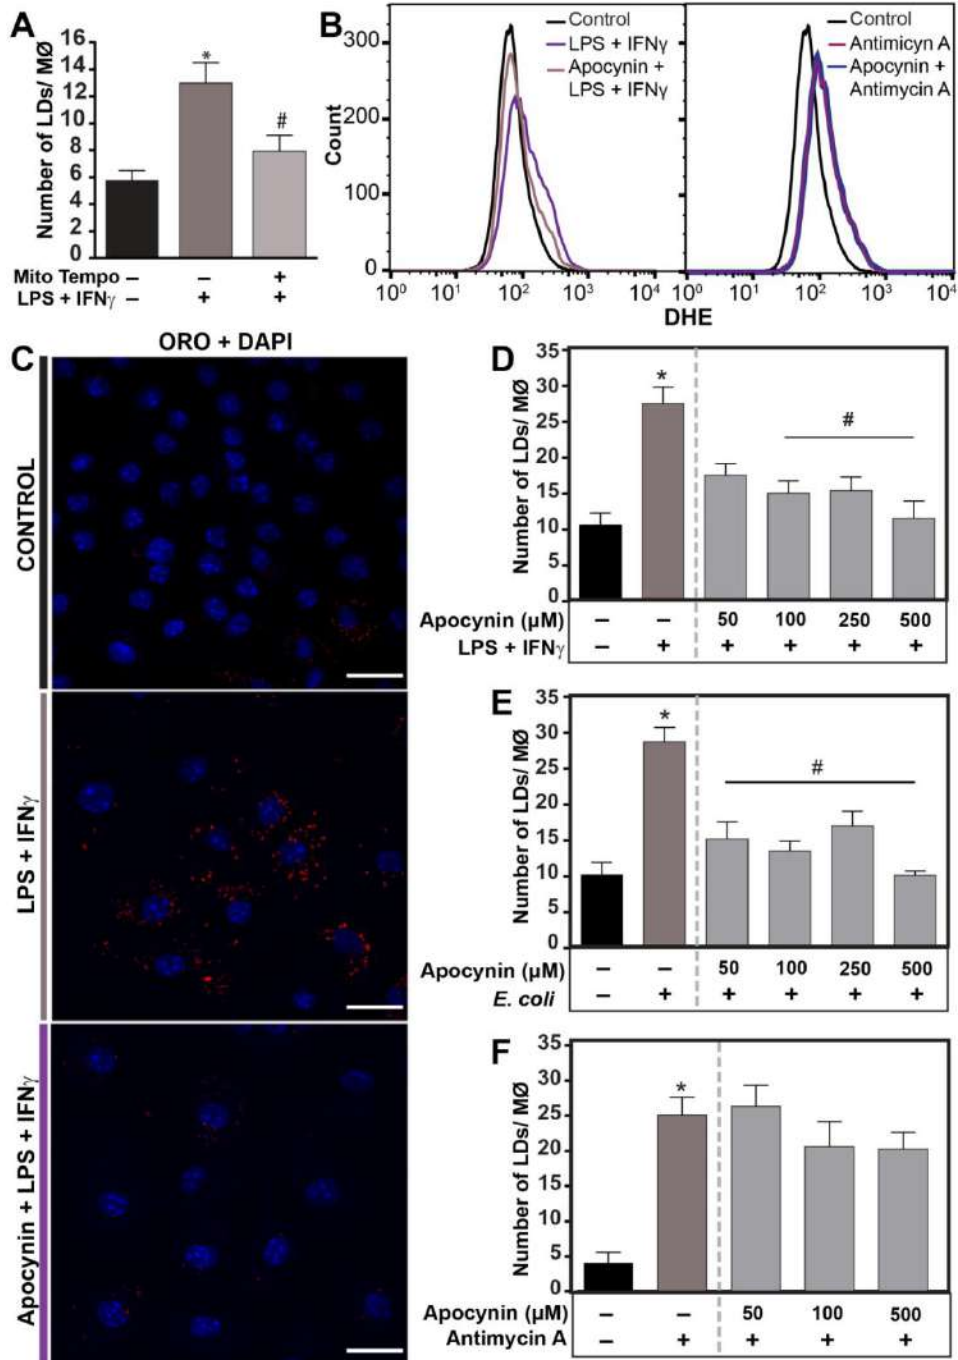 A
Number of LDs/ MØ
16
14
12
10
8
6
4
2
0
*
#
Mito Tempo – – +
LPS + IFNγ – + +
B
Count
300
200
100
0
Control
LPS + IFNγ
Apocynin +
LPS + IFNγ
Control
Antimicyn A
Apocynin +
Antimycin A
10⁰ 10¹ 10² 10³ 10⁰ 10¹ 10² 10³ 10⁴
DHE
C
ORO + DAPI
CONTROL
LPS + IFNγ
Apocynin + LPS + IFNγ
D
Number of LDs/ MØ
35
30
25
20
15
10
5
0
*
#
Apocynin (µM) – – 50 100 250 500
LPS + IFNγ – + + + + +
E
Number of LDs/ MØ
35
30
25
20
15
10
5
0
*
#
Apocynin (µM) – – 50 100 250 500
E. coli – + + + + +
F
Number of LDs/ MØ
35
30
25
20
15
10
5
0
*
Apocynin (µM) – – 50 100 500
Antimycin A – + + + +